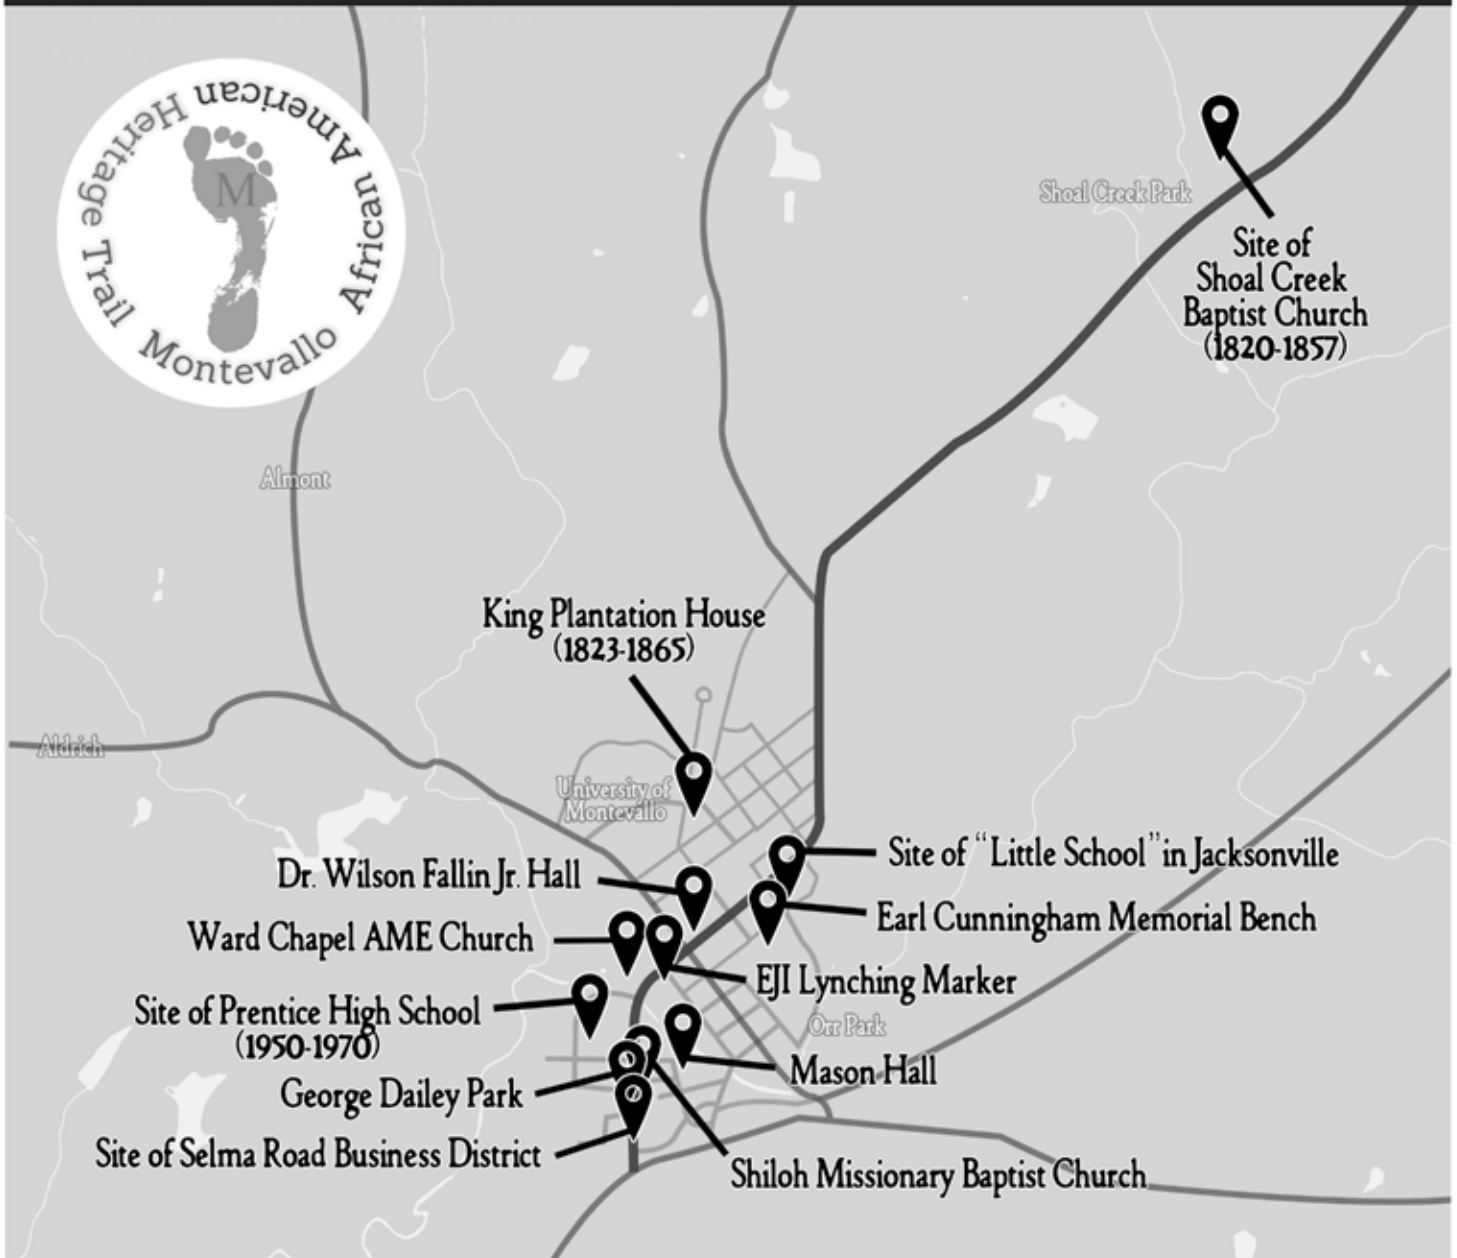 Montevallo African American Heritage Trail
M
Shoal Creek Park
Site of
Shoal Creek
Baptist Church
(1820-1857)
Almont
King Plantation House
(1823-1865)
Aldrich
University of
Montevallo
Site of “Little School” in Jacksonville
Dr. Wilson Fallin Jr. Hall
Earl Cunningham Memorial Bench
Ward Chapel AME Church
EJI Lynching Marker
Site of Prentice High School
(1950-1970)
Orr Park
Mason Hall
George Dailey Park
Site of Selma Road Business District
Shiloh Missionary Baptist Church